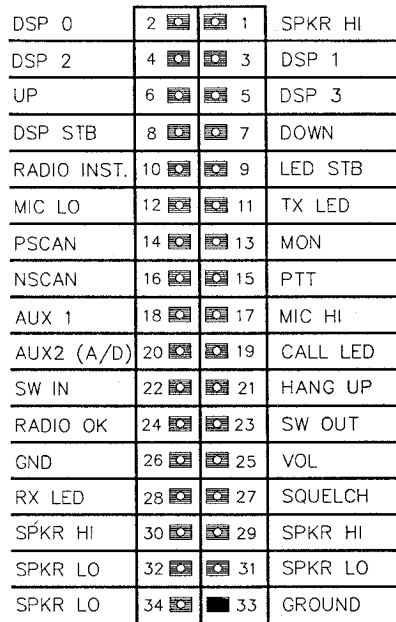 DSP 0 2 1 SPKR HI
DSP 2 4 3 DSP 1
UP 6 5 DSP 3
DSP STB 8 7 DOWN
RADIO INST. 10 9 LED STB
MIC LO 12 11 TX LED
PSCAN 14 13 MON
NSCAN 16 15 PTT
AUX 1 18 17 MIC HI
AUX2 (A/D) 20 19 CALL LED
SW IN 22 21 HANG UP
RADIO OK 24 23 SW OUT
GND 26 25 VOL
RX LED 28 27 SQUELCH
SPKR HI 30 29 SPKR HI
SPKR LO 32 31 SPKR LO
SPKR LO 34 33 GROUND